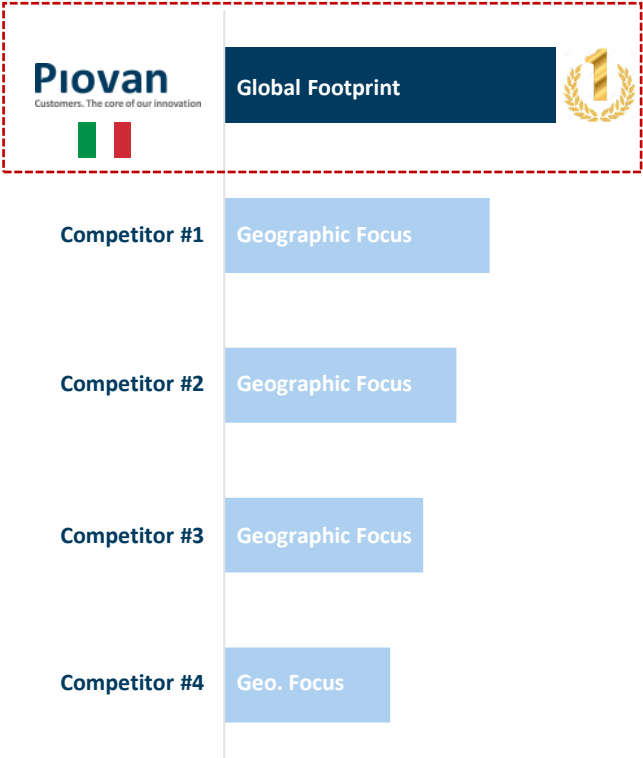 Piovan
Customers. The core of our innovation
Global Footprint
1
Competitor #1
Geographic Focus
Competitor #2
Geographic Focus
Competitor #3
Geographic Focus
Competitor #4
Geo. Focus